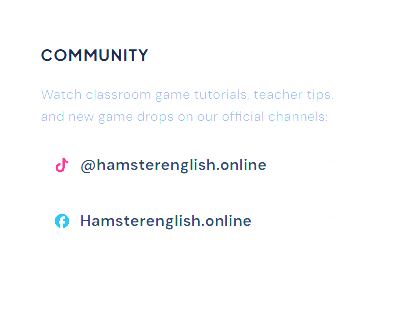 COMMUNITY
Watch classroom game tutorials, teacher tips,
and new game drops on our official channels:
@hamsterenglish.online
Hamsterenglish.online